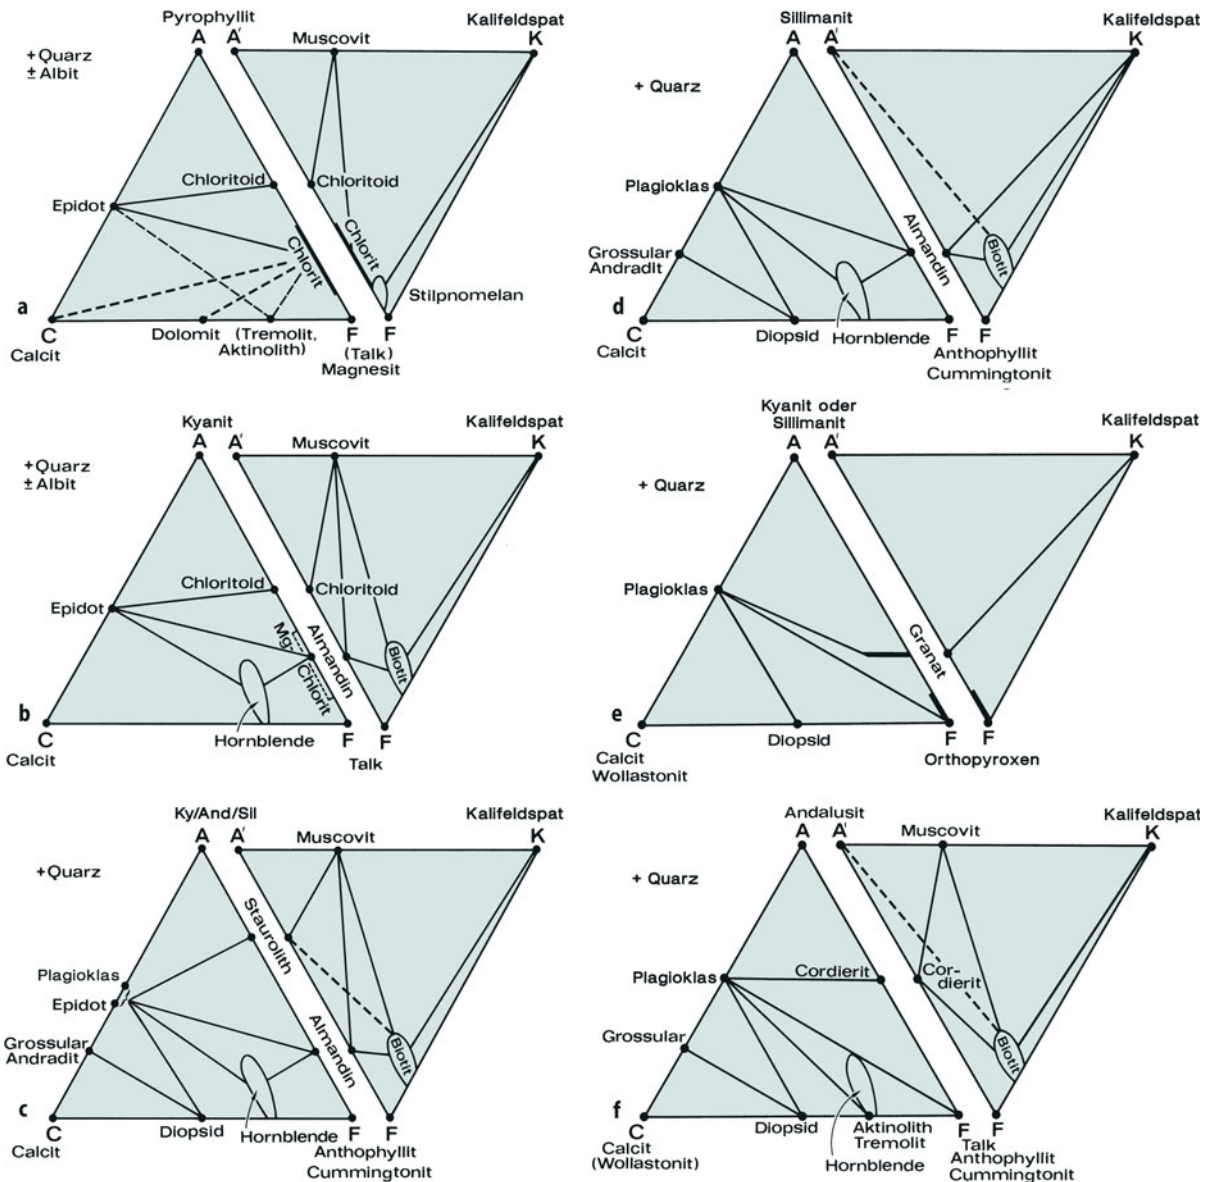 Pyrophyllit
A A'
Muscovit
Kalifeldspat
K
+ Quarz
± Albit
Chloritoid
Chloritoid
Epidot
Chlorit
Chlorit
Stilpnomelan
a
C
Calcit
Dolomit
(Tremolit,
Aktinolith)
F F
(Talk)
Magnesit
Kyanit
A A'
Muscovit
Kalifeldspat
K
+ Quarz
± Albit
Chloritoid
Chloritoid
Epidot
Mg-
Chlorit
Almandin
Biotit
b
C
Calcit
Hornblende
F F
Talk
Ky/And/Sil
A A'
Muscovit
Kalifeldspat
K
+ Quarz
Staurolith
Plagioklas
Epidot
Grossular
Andradit
Almandin
Biotit
c
C
Calcit
Diopsid
Hornblende
F F
Anthophyllit
Cummingtonit
Sillimanit
A A'
Kalifeldspat
K
+ Quarz
Plagioklas
Almandin
Grossular
Andradit
Biotit
d
C
Calcit
Diopsid
Hornblende
F F
Anthophyllit
Cummingtonit
Kyanit oder
Sillimanit
A A'
Kalifeldspat
K
+ Quarz
Plagioklas
Granat
e
C
Calcit
Wollastonit
Diopsid
F F
Orthopyroxen
Andalusit
A A'
Muscovit
Kalifeldspat
K
+ Quarz
Plagioklas
Cordierit
Cor-
dierit
Grossular
Biotit
f
C
Calcit
(Wollastonit)
Diopsid
Hornblende
Aktinolith
Tremolit
F F
Talk
Anthophyllit
Cummingtonit